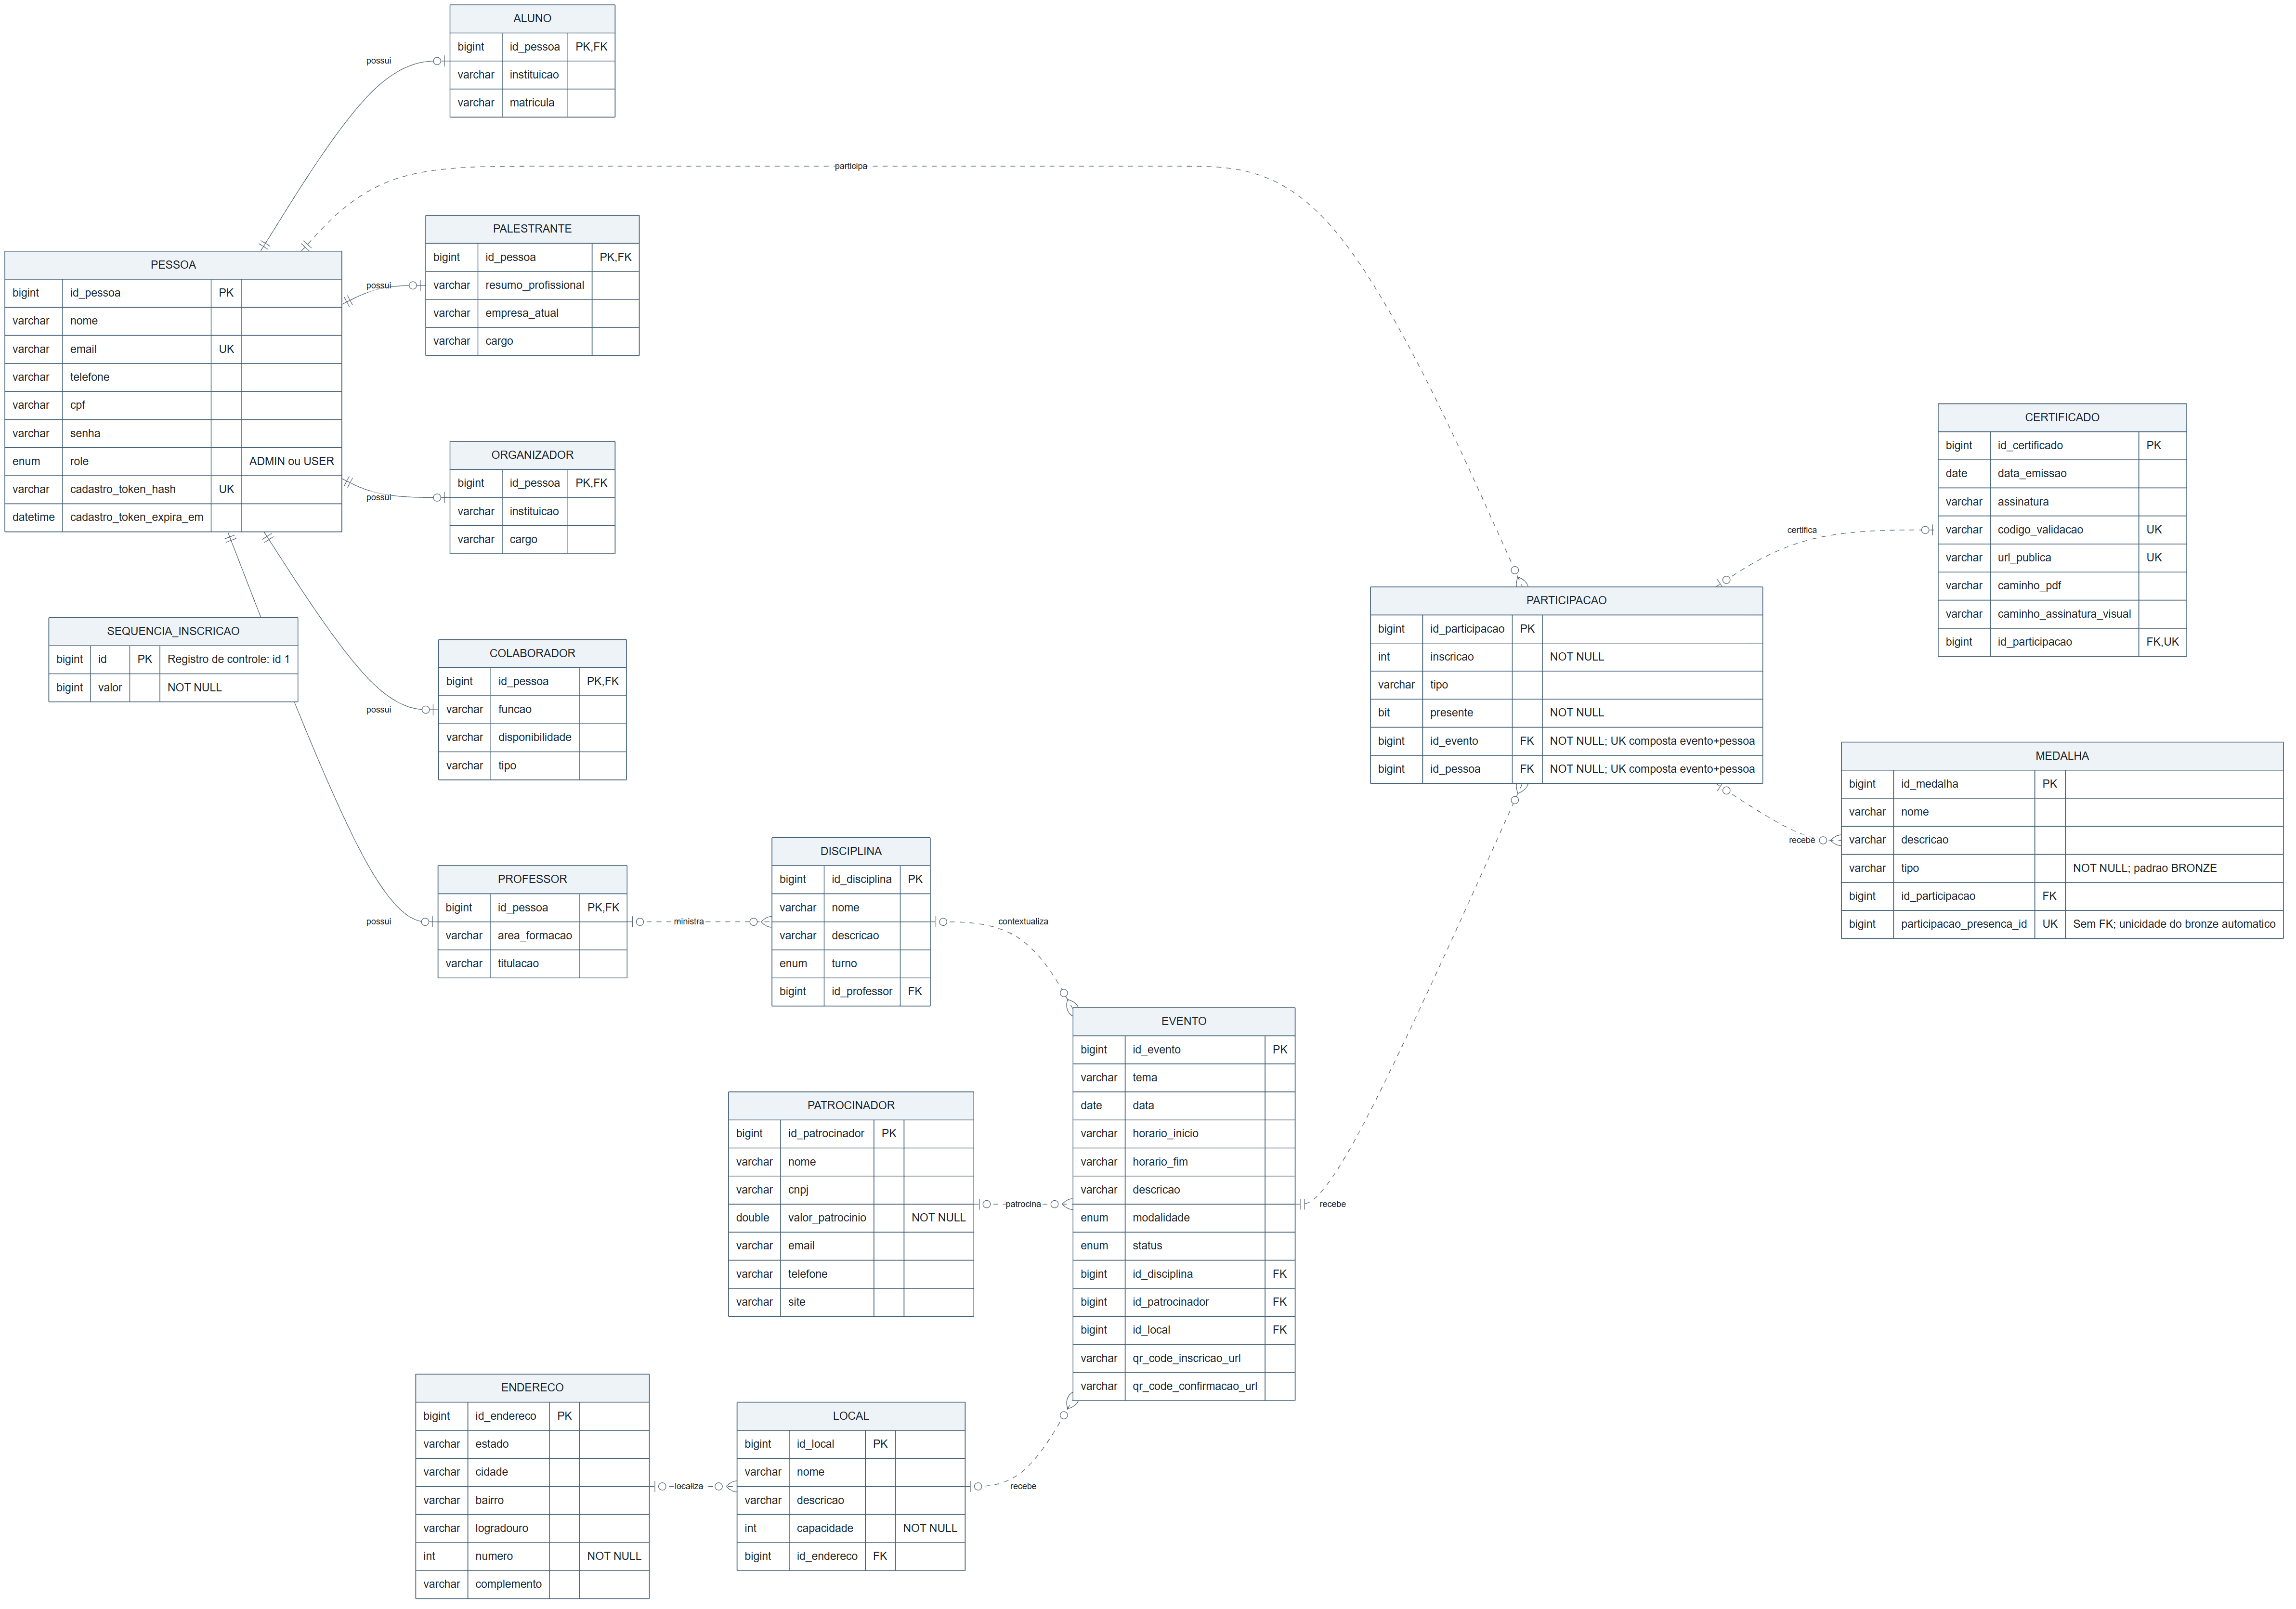 ALUNO
bigint id_pessoa PK,FK
varchar instituicao
varchar matricula
possui
participa
PALESTRANTE
bigint id_pessoa PK,FK
varchar resumo_profissional
varchar empresa_atual
varchar cargo
possui
PESSOA
bigint id_pessoa PK
varchar nome
varchar email UK
varchar telefone
varchar cpf
varchar senha
enum role ADMIN ou USER
varchar cadastro_token_hash UK
datetime cadastro_token_expira_em
ORGANIZADOR
bigint id_pessoa PK,FK
varchar instituicao
varchar cargo
possui
SEQUENCIA_INSCRICAO
bigint id PK Registro de controle: id 1
bigint valor NOT NULL
COLABORADOR
bigint id_pessoa PK,FK
varchar funcao
varchar disponibilidade
varchar tipo
possui
PROFESSOR
bigint id_pessoa PK,FK
varchar area_formacao
varchar titulacao
possui
ministra
DISCIPLINA
bigint id_disciplina PK
varchar nome
varchar descricao
enum turno
bigint id_professor FK
contextualiza
PATROCINADOR
bigint id_patrocinador PK
varchar nome
varchar cnpj
double valor_patrocinio NOT NULL
varchar email
varchar telefone
varchar site
patrocina
ENDERECO
bigint id_endereco PK
varchar estado
varchar cidade
varchar bairro
varchar logradouro
int numero NOT NULL
varchar complemento
localiza
LOCAL
bigint id_local PK
varchar nome
varchar descricao
int capacidade NOT NULL
bigint id_endereco FK
recebe
EVENTO
bigint id_evento PK
varchar tema
date data
varchar horario_inicio
varchar horario_fim
varchar descricao
enum modalidade
enum status
bigint id_disciplina FK
bigint id_patrocinador FK
bigint id_local FK
varchar qr_code_inscricao_url
varchar qr_code_confirmacao_url
recebe
PARTICIPACAO
bigint id_participacao PK
int inscricao NOT NULL
varchar tipo
bit presente NOT NULL
bigint id_evento FK NOT NULL; UK composta evento+pessoa
bigint id_pessoa FK NOT NULL; UK composta evento+pessoa
certifica
CERTIFICADO
bigint id_certificado PK
date data_emissao
varchar assinatura
varchar codigo_validacao UK
varchar url_publica UK
varchar caminho_pdf
varchar caminho_assinatura_visual
bigint id_participacao FK,UK
recebe
MEDALHA
bigint id_medalha PK
varchar nome
varchar descricao
varchar tipo NOT NULL; padrao BRONZE
bigint id_participacao FK
bigint participacao_presenca_id UK Sem FK; unicidade do bronze automatico